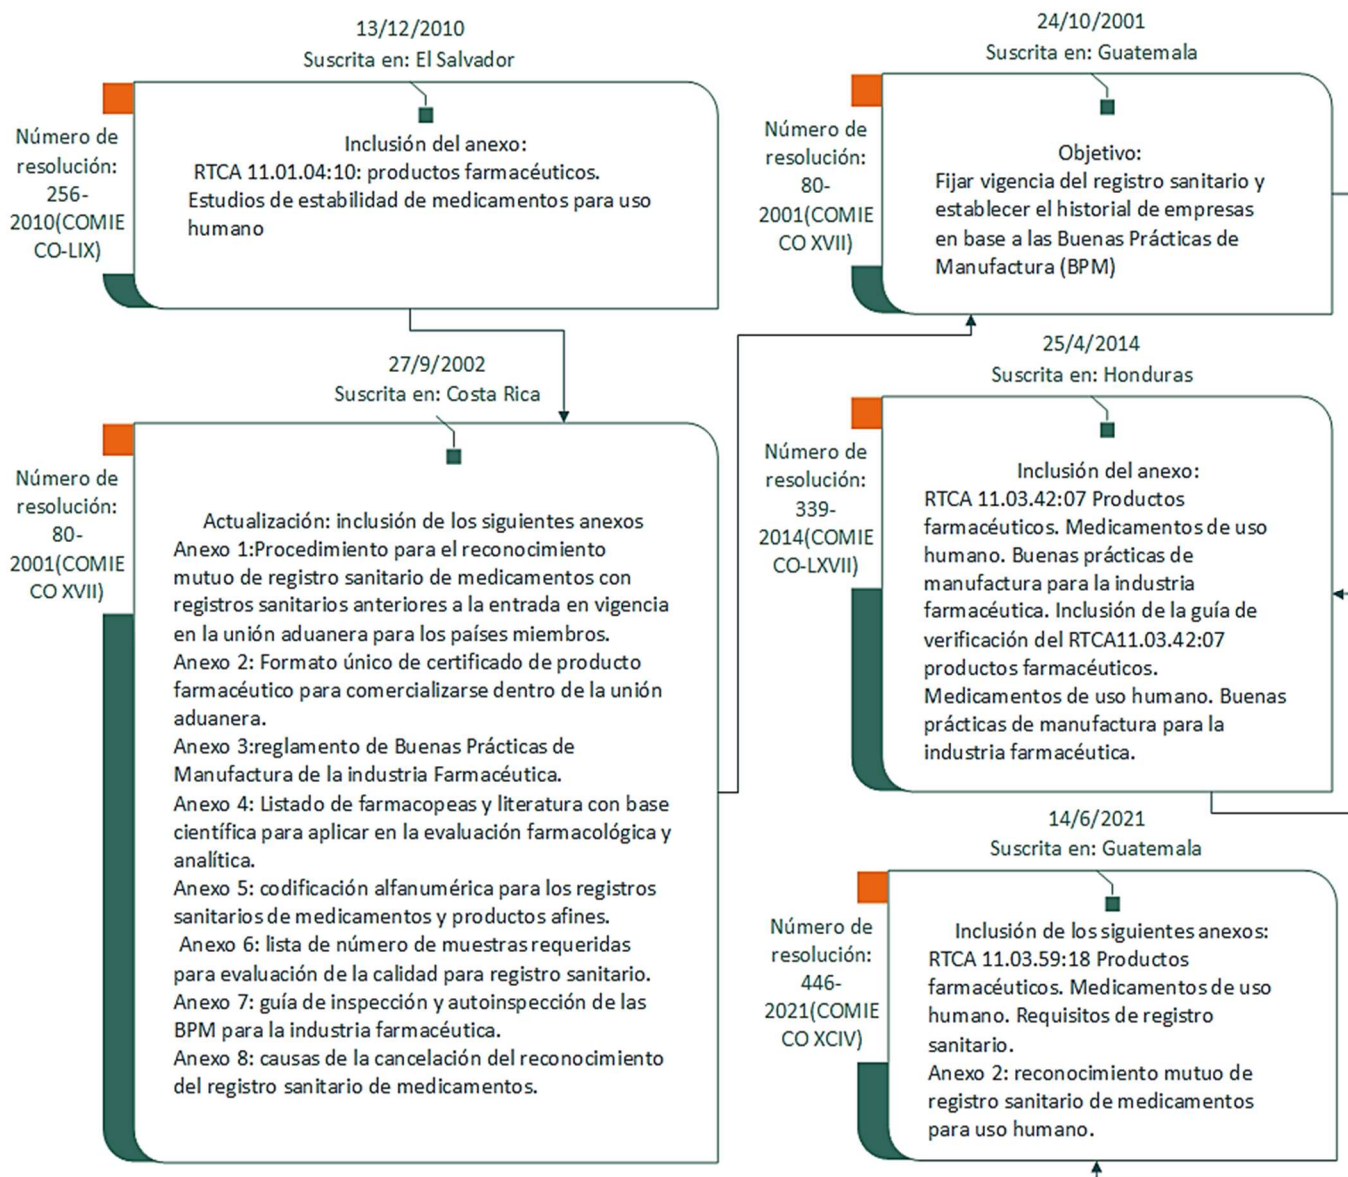 13/12/2010
Suscrita en: El Salvador
Número de
resolución:
256-
2010(COMIE
CO-LIX)
Inclusión del anexo:
RTCA 11.01.04:10: productos farmacéuticos.
Estudios de estabilidad de medicamentos para uso
humano
27/9/2002
Suscrita en: Costa Rica
Número de
resolución:
80-
2001(COMIE
CO XVII)
Actualización: inclusión de los siguientes anexos
Anexo 1:Procedimiento para el reconocimiento
mutuo de registro sanitario de medicamentos con
registros sanitarios anteriores a la entrada en vigencia
en la unión aduanera para los países miembros.
Anexo 2: Formato único de certificado de producto
farmacéutico para comercializarse dentro de la unión
aduanera.
Anexo 3:reglamento de Buenas Prácticas de
Manufactura de la industria Farmacéutica.
Anexo 4: Listado de farmacopeas y literatura con base
científica para aplicar en la evaluación farmacológica y
analítica.
Anexo 5: codificación alfanumérica para los registros
sanitarios de medicamentos y productos afines.
Anexo 6: lista de número de muestras requeridas
para evaluación de la calidad para registro sanitario.
Anexo 7: guía de inspección y autoinspección de las
BPM para la industria farmacéutica.
Anexo 8: causas de la cancelación del reconocimiento
del registro sanitario de medicamentos.
24/10/2001
Suscrita en: Guatemala
Número de
resolución:
80-
2001(COMIE
CO XVII)
Objetivo:
Fijar vigencia del registro sanitario y
establecer el historial de empresas
en base a las Buenas Prácticas de
Manufactura (BPM)
25/4/2014
Suscrita en: Honduras
Número de
resolución:
339-
2014(COMIE
CO-LXVII)
Inclusión del anexo:
RTCA 11.03.42:07 Productos
farmacéuticos. Medicamentos de uso
humano. Buenas prácticas de
manufactura para la industria
farmacéutica. Inclusión de la guía de
verificación del RTCA11.03.42:07
productos farmacéuticos.
Medicamentos de uso humano. Buenas
prácticas de manufactura para la
industria farmacéutica.
14/6/2021
Suscrita en: Guatemala
Número de
resolución:
446-
2021(COMIE
CO XCIV)
Inclusión de los siguientes anexos:
RTCA 11.03.59:18 Productos
farmacéuticos. Medicamentos de uso
humano. Requisitos de registro
sanitario.
Anexo 2: reconocimiento mutuo de
registro sanitario de medicamentos
para uso humano.